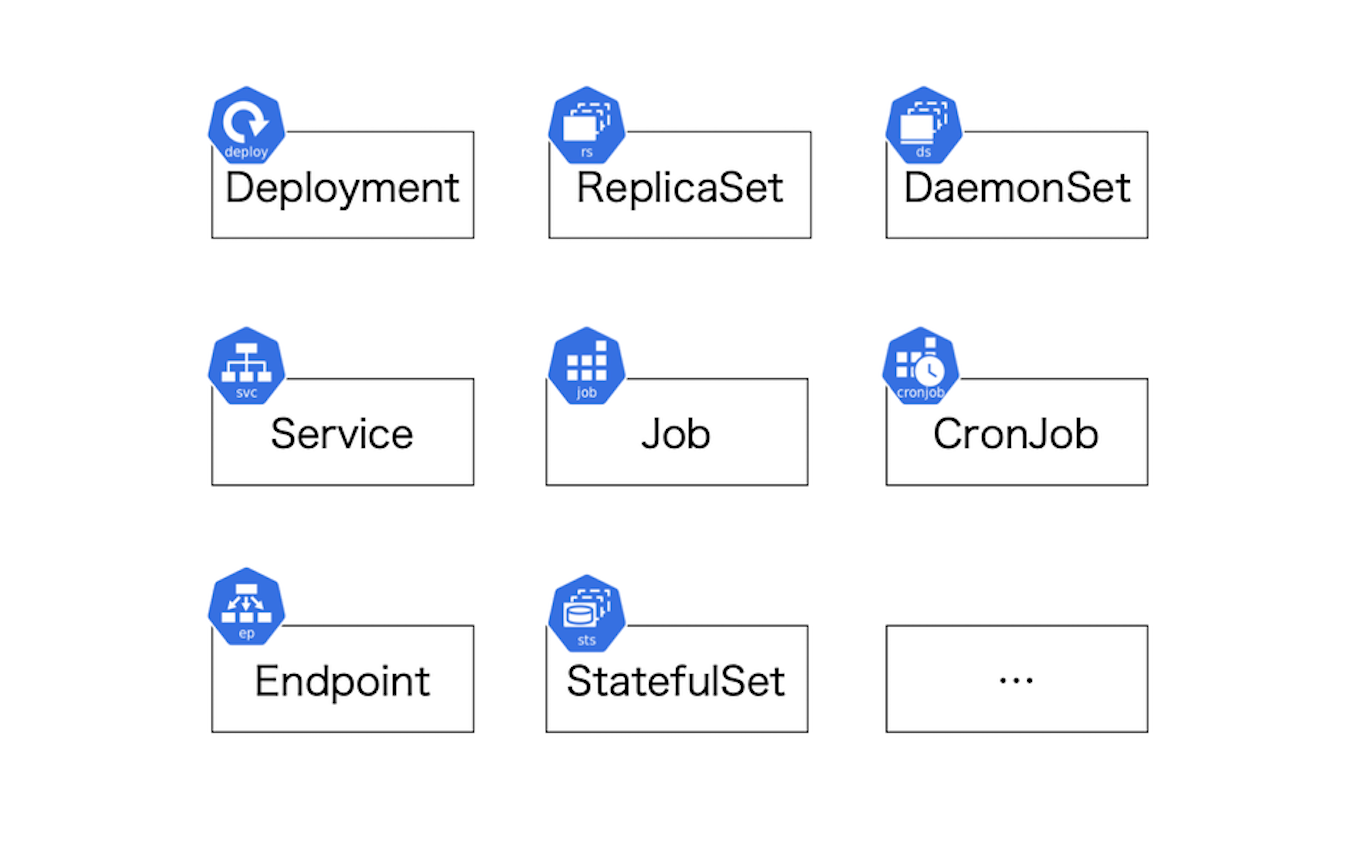 deploy
Deployment
rs
ReplicaSet
ds
DaemonSet
svc
Service
job
Job
cronjob
CronJob
ep
Endpoint
sts
StatefulSet
…